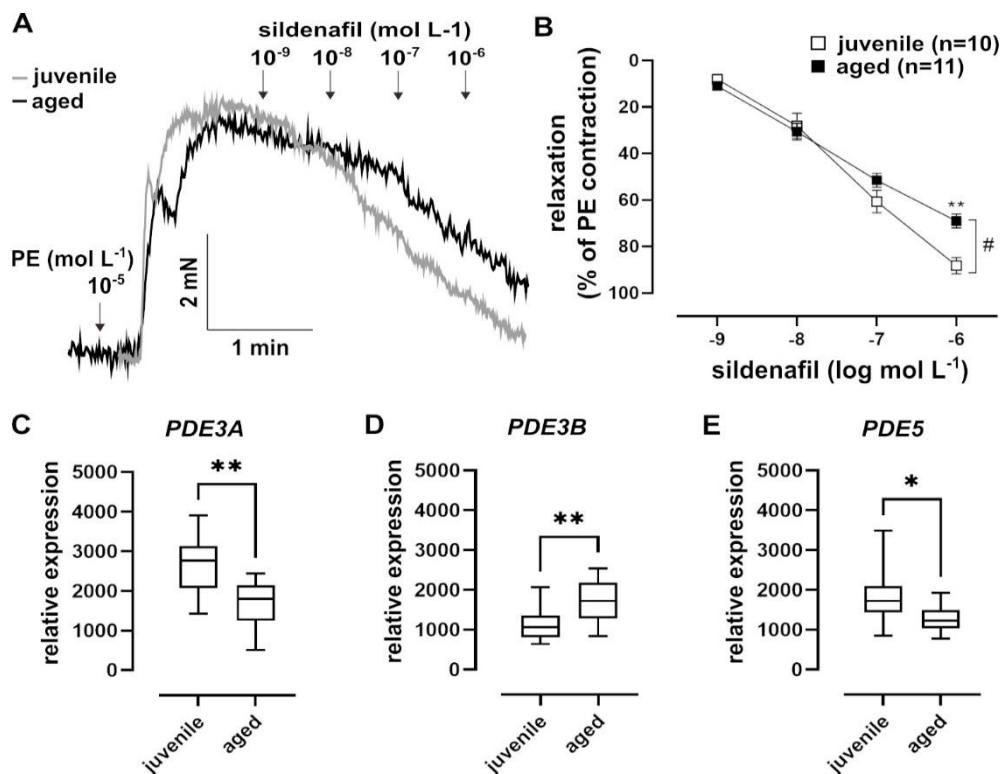 A
sildenafil (mol L-1)
10-9 10-8 10-7 10-6
juvenile
aged
PE (mol L-1)
10-5
2 mN
1 min
B
juvenile (n=10)
aged (n=11)
relaxation
(% of PE contraction)
0
20
40
60
80
100
**
#
-9 -8 -7 -6
sildenafil (log mol L-1)
C
PDE3A
relative expression
5000
4000
3000
2000
1000
0
**
juvenile
aged
D
PDE3B
relative expression
5000
4000
3000
2000
1000
0
**
juvenile
aged
E
PDE5
relative expression
5000
4000
3000
2000
1000
0
*
juvenile
aged